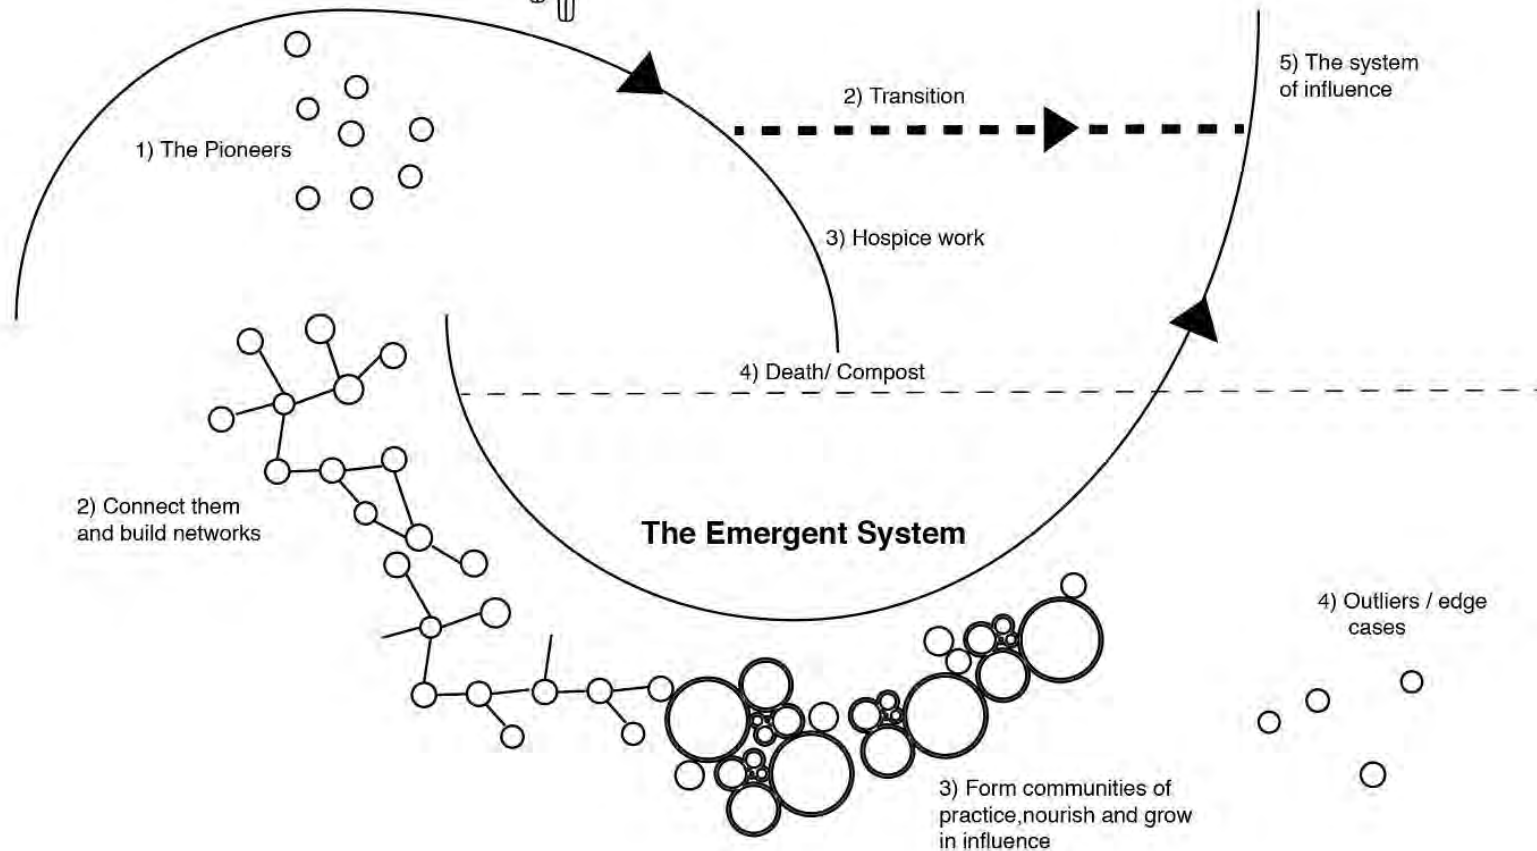 5) The system
of influence
2) Transition
1) The Pioneers
3) Hospice work
4) Death/ Compost
2) Connect them
and build networks
The Emergent System
4) Outliers / edge
cases
3) Form communities of
practice,nourish and grow
in influence